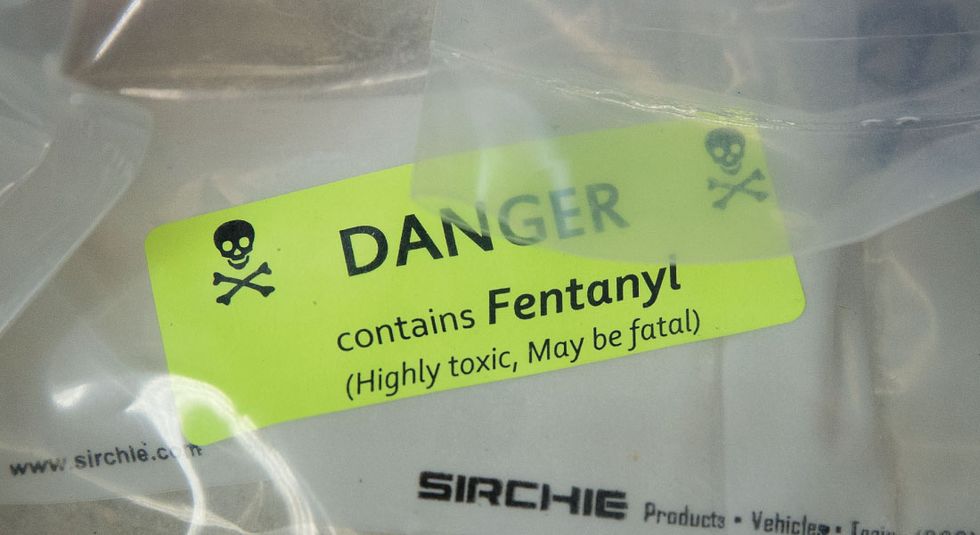 DANGER
contains Fentanyl
(Highly toxic, May be fatal)
www.sirchie.com
SIRCHIE Products • Vehicles •